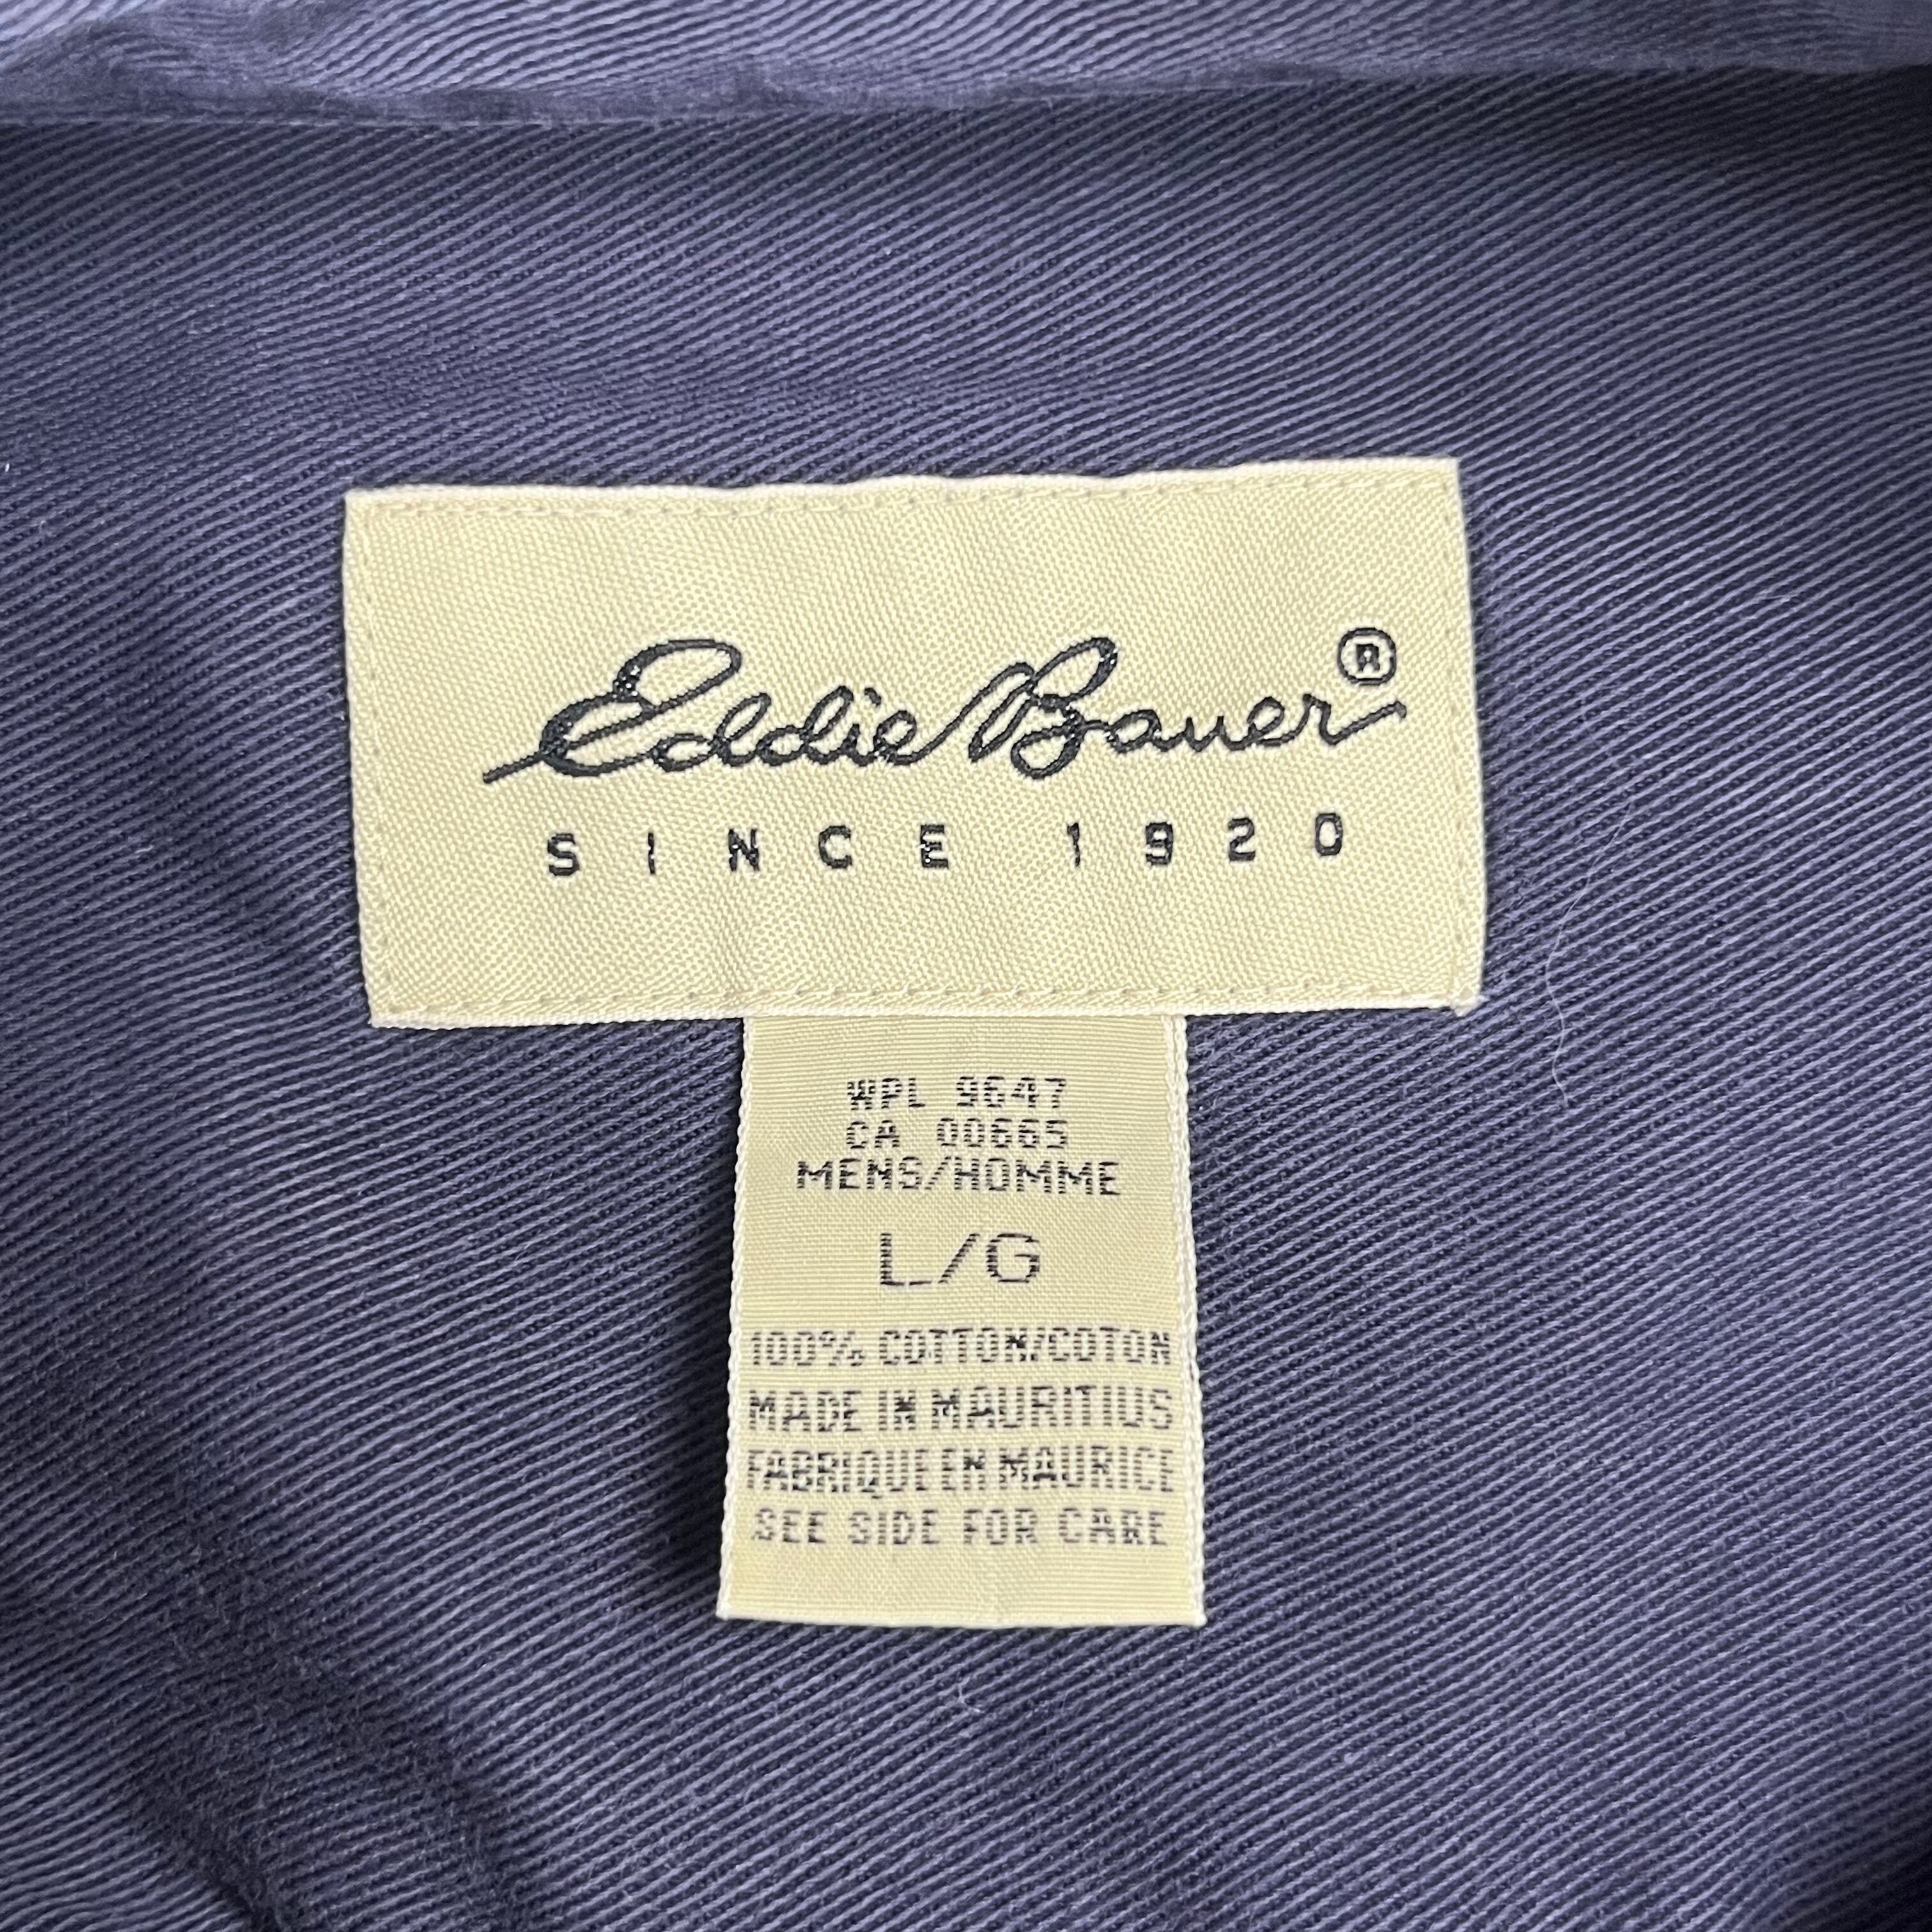 Eddie Bauer®
SINCE 1920
WPL 9647
CA 00665
MENS/HOMME
L/G
100% COTTON/COTON
MADE IN MAURITIUS
FABRIQUE EN MAURICE
SEE SIDE FOR CARE